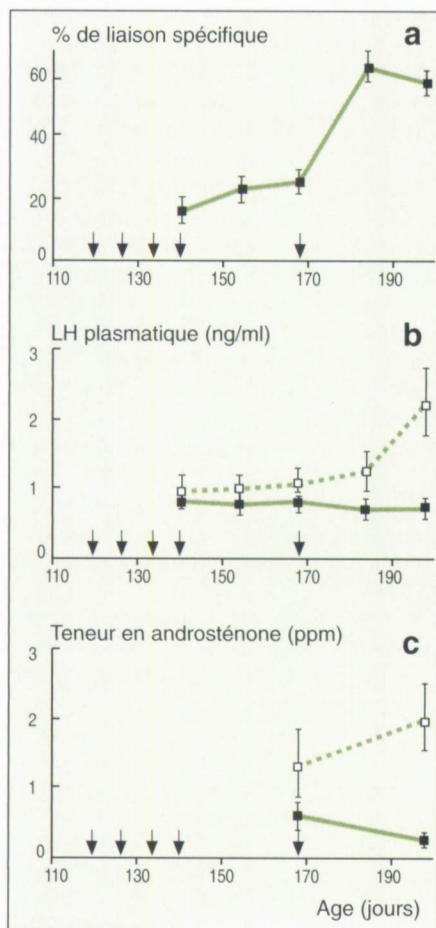 % de liaison spécifique
a
60
40
20
0
110 130 150 170 190
LH plasmatique (ng/ml)
b
3
2
1
0
110 130 150 170 190
Teneur en androsténone (ppm)
c
3
2
1
0
110 130 150 170 190
Age (jours)